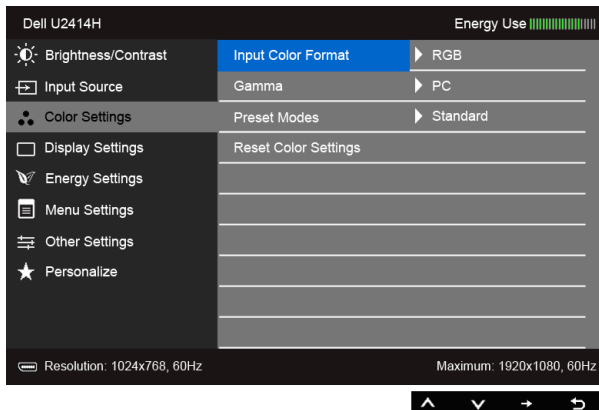 Dell U2414H Energy Use
Brightness/Contrast Input Color Format RGB
Input Source Gamma PC
Color Settings Preset Modes Standard
Display Settings Reset Color Settings
Energy Settings
Menu Settings
Other Settings
Personalize
Resolution: 1024x768, 60Hz Maximum: 1920x1080, 60Hz